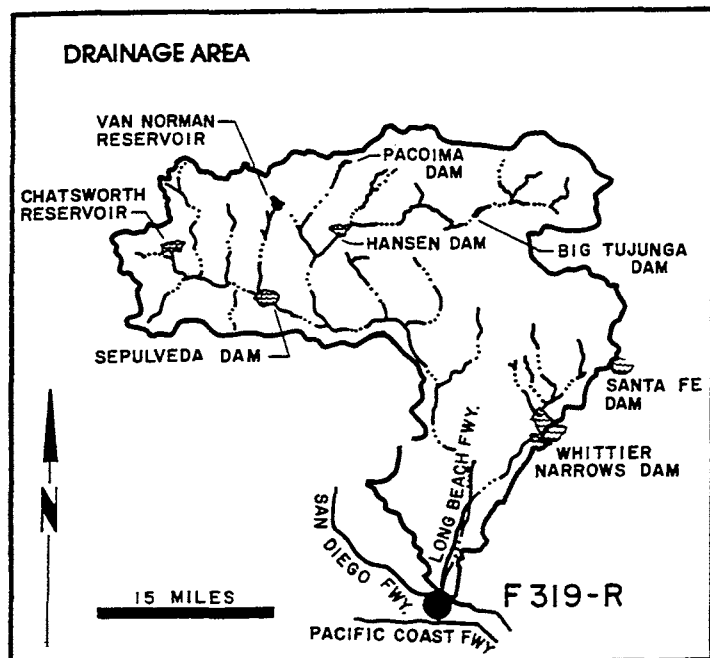 DRAINAGE AREA
VAN NORMAN
RESERVOIR
PACOIMA
DAM
CHATSWORTH
RESERVOIR
HANSEN DAM
BIG TUJUNGA
DAM
SEPULVEDA DAM
SANTA FE
DAM
WHITTIER
NARROWS DAM
LONG BEACH FWY.
SAN
DIEGO FWY.
N
15 MILES
F319-R
PACIFIC COAST FWY